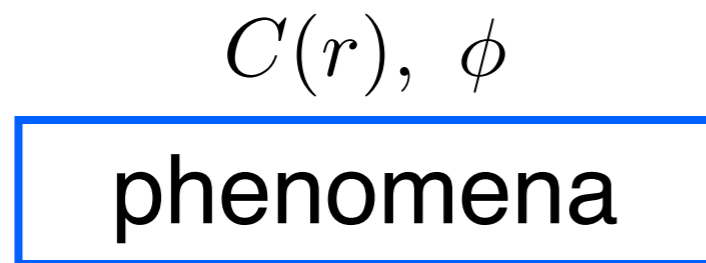 C(r), ϕ
phenomena